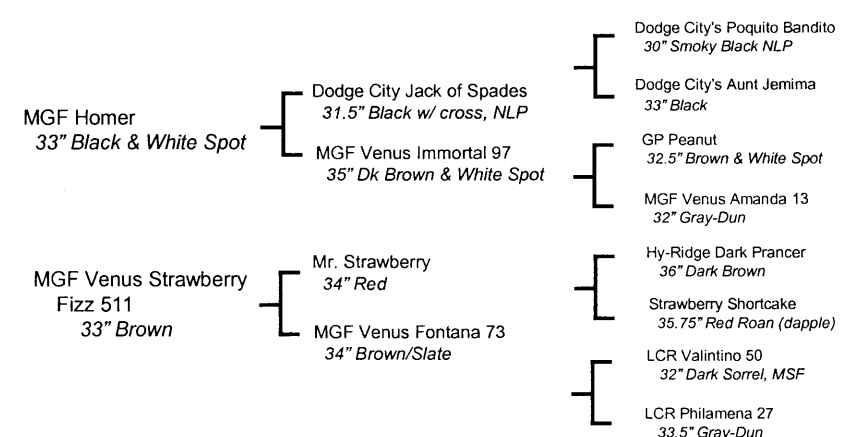 Dodge City's Poquito Bandito
30" Smoky Black NLP
Dodge City Jack of Spades
31.5" Black w/ cross, NLP
Dodge City's Aunt Jemima
33" Black
MGF Homer
33" Black & White Spot
GP Peanut
32.5" Brown & White Spot
MGF Venus Immortal 97
35" Dk Brown & White Spot
MGF Venus Amanda 13
32" Gray-Dun
Hy-Ridge Dark Prancer
36" Dark Brown
Mr. Strawberry
34" Red
Strawberry Shortcake
35.75" Red Roan (dapple)
MGF Venus Strawberry
Fizz 511
33" Brown
MGF Venus Fontana 73
34" Brown/Slate
LCR Valintino 50
32" Dark Sorrel, MSF
LCR Philamena 27
33.5" Gray-Dun